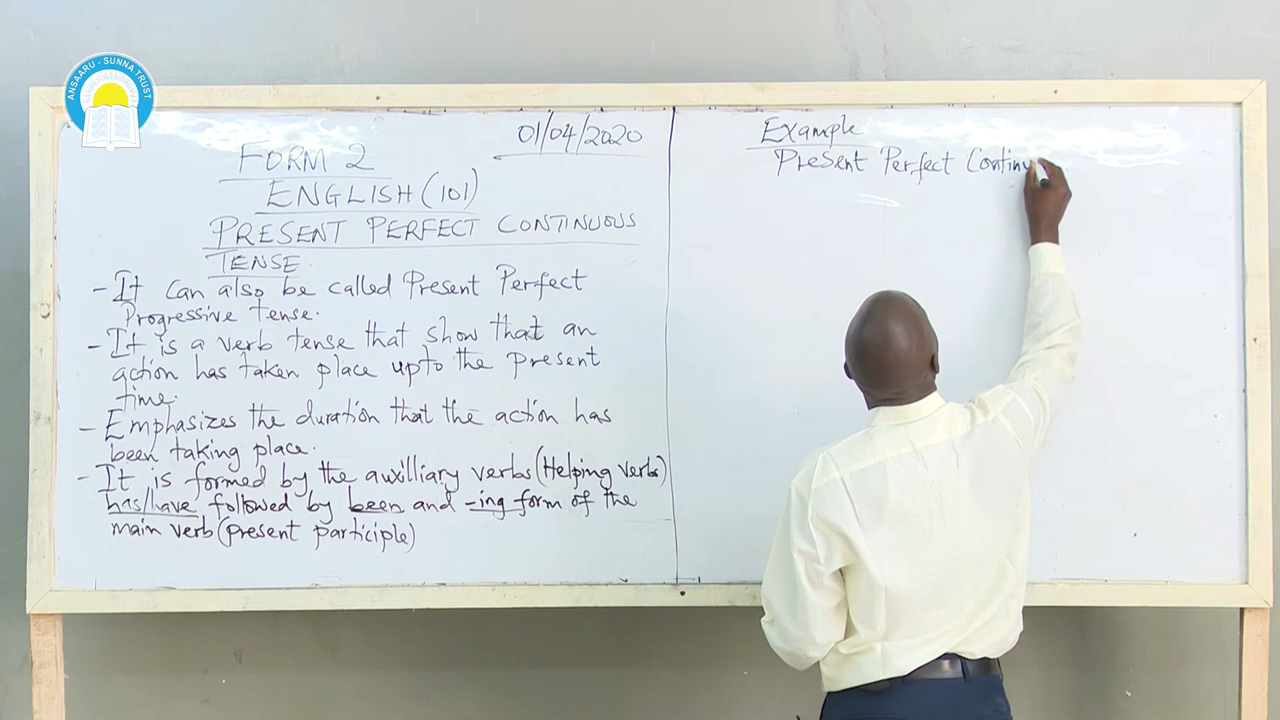 ANSAARU - SUNNA TRUST
01/04/2020
FORM 2
ENGLISH (101)
PRESENT PERFECT CONTINUOUS
TENSE.
- It can also be called Present Perfect
Progressive tense.
- It is a verb tense that show that an
action has taken place upto the present
time.
- Emphasizes the duration that the action has
been taking place.
- It is formed by the auxilliary verbs (Helping verbs)
has/have followed by been and -ing form of the
main verb (present participle)
Example
Present Perfect Continu